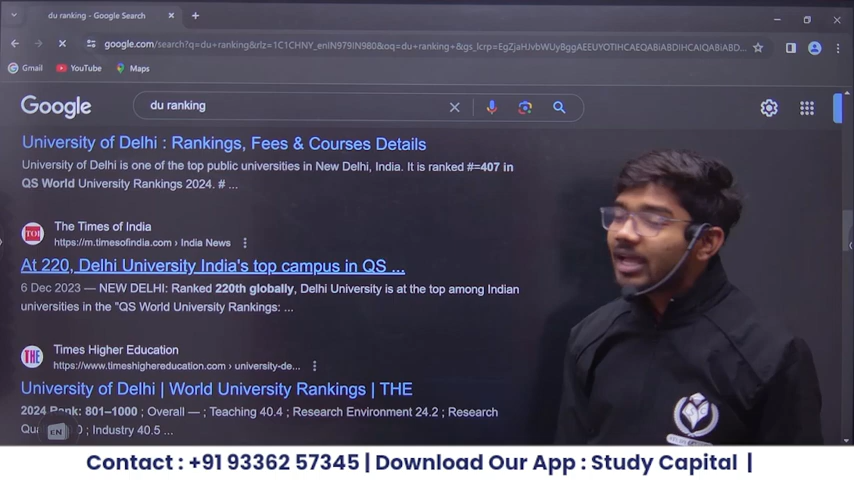 du ranking - Google Search
google.com/search?q=du+ranking&rlz=1C1CHNY_enIN979IN980&oq=du+ranking+&gs_lcrp=EgZjaHJvbWUyBggAEEUYOTIHCAEQABiABDIHCAIQABiABD...
Gmail YouTube Maps
Google du ranking
University of Delhi : Rankings, Fees & Courses Details
University of Delhi is one of the top public universities in New Delhi, India. It is ranked #=407 in
QS World University Rankings 2024. # ...
TOI The Times of India
https://m.timesofindia.com › India News
At 220, Delhi University India's top campus in QS ...
6 Dec 2023 — NEW DELHI: Ranked 220th globally, Delhi University is at the top among Indian
universities in the "QS World University Rankings: ...
THE Times Higher Education
https://www.timeshighereducation.com › university-de...
University of Delhi | World University Rankings | THE
2024 Rank: 801–1000 ; Overall — ; Teaching 40.4 ; Research Environment 24.2 ; Research
Qu 0 ; Industry 40.5 ...
EN
Contact : +91 93362 57345 | Download Our App : Study Capital |